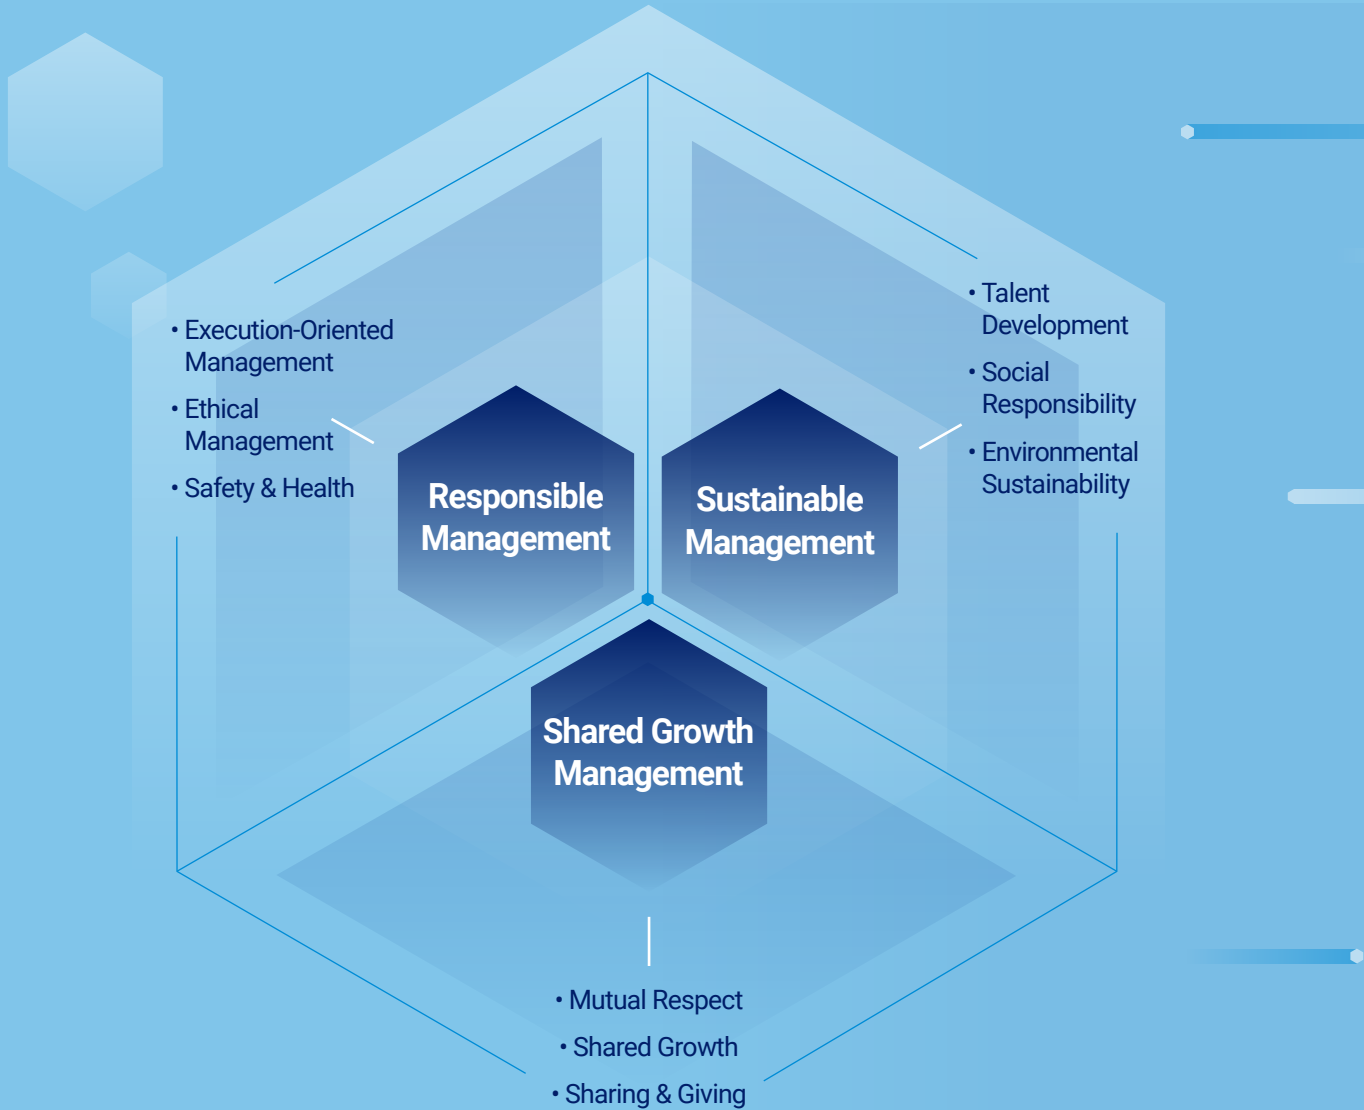 • Execution-Oriented
Management
• Ethical
Management
• Safety & Health
Responsible
Management
• Talent
Development
• Social
Responsibility
• Environmental
Sustainability
Sustainable
Management
Shared Growth
Management
• Mutual Respect
• Shared Growth
• Sharing & Giving